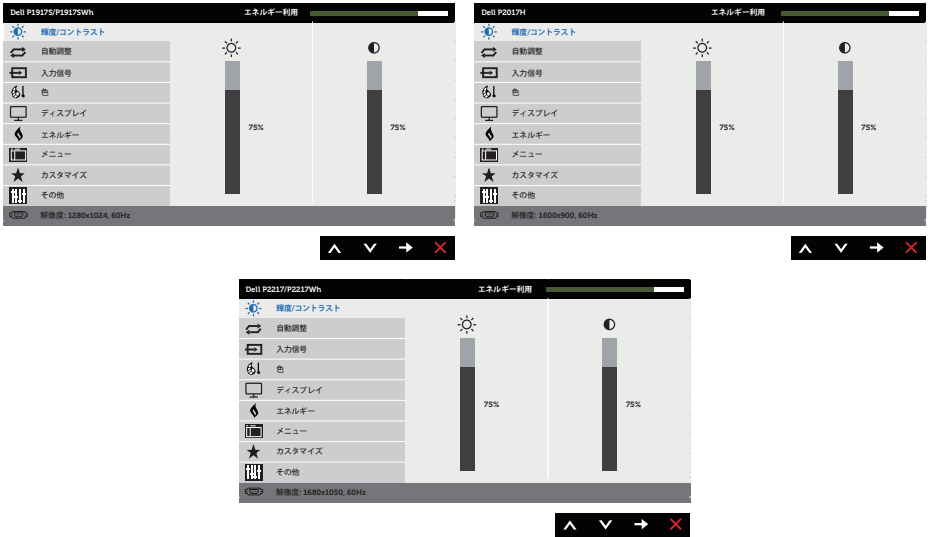 Dell P1917S/P1917SWh エネルギー利用
輝度/コントラスト
自動調整
入力信号
色
ディスプレイ
エネルギー
メニュー
カスタマイズ
その他
75% 75%
解像度: 1280x1024, 60Hz
Dell P2017H エネルギー利用
輝度/コントラスト
自動調整
入力信号
色
ディスプレイ
エネルギー
メニュー
カスタマイズ
その他
75% 75%
解像度: 1600x900, 60Hz
Dell P2217/P2217Wh エネルギー利用
輝度/コントラスト
自動調整
入力信号
色
ディスプレイ
エネルギー
メニュー
カスタマイズ
その他
75% 75%
解像度: 1680x1050, 60Hz